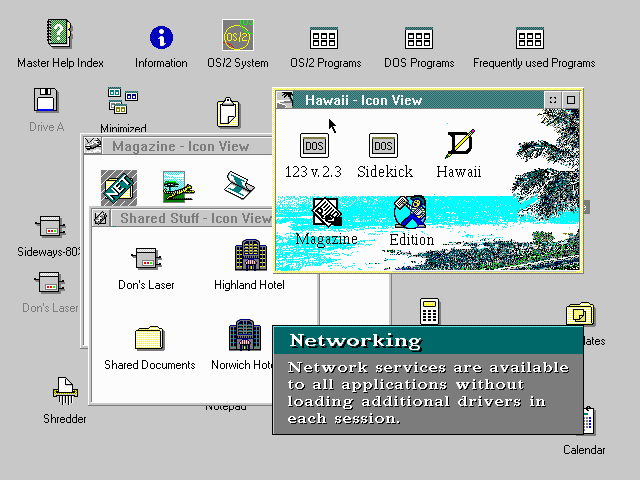 Master Help Index
Information
OS/2
OS/2 System
OS/2 Programs
DOS Programs
Frequently used Programs
Drive A
Minimized
Hawaii - Icon View
Magazine - Icon View
DOS
DOS
123 v.2.3
Sidekick
Hawaii
NET
Shared Stuff - Icon View
Magazine
Edition
Sideways-80
Don's Laser
Don's Laser
Highland Hotel
Shared Documents
Norwich Hote
Networking
Network services are available
to all applications without
loading additional drivers in
each session.
lates
Shredder
Notepad
Calendar